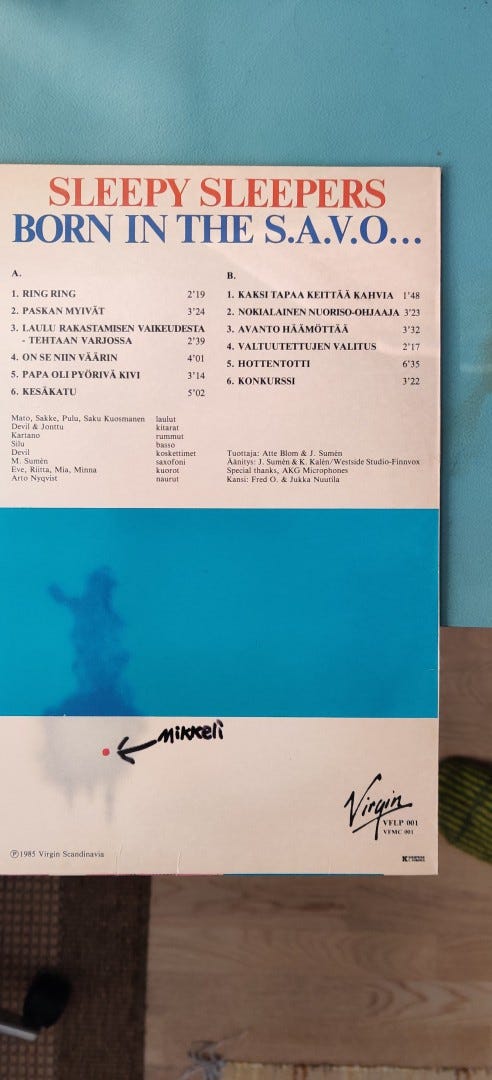 SLEEPY SLEEPERS
BORN IN THE S.A.V.O...
A.
1. RING RING 2'19
2. PASKAN MYIVÄT 3'24
3. LAULU RAKASTAMISEN VAIKEUDESTA
- TEHTAAN VARJOSSA 2'39
4. ON SE NIIN VÄÄRIN 4'01
5. PAPA OLI PYÖRIVÄ KIVI 3'14
6. KESÄKATU 5'02
B.
1. KAKSI TAPAA KEITTÄÄ KAHVIA 1'48
2. NOKIALAINEN NUORISO-OHJAAJA 3'23
3. AVANTO HÄÄMÖTTÄÄ 3'32
4. VALTUUTETTUJEN VALITUS 2'17
5. HOTTENTOTTI 6'35
6. KONKURSSI 3'22
Mato, Sakke, Pulu, Saku Kuosmanen laulut
Devil & Jonttu kitarat
Kartano rummut
Silu basso
Devil koskettimet
M. Sumèn saxofoni
Eve, Riitta, Mia, Minna kuorot
Arto Nyqvist naurut
Tuottaja: Atte Blom & J. Sumèn
Äänitys: J. Sumèn & K. Kalèn/Westside Studio-Finnvox
Special thanks, AKG Microphones
Kansi: Fred O. & Jukka Nuutila
Mikkeli
Virgin
VFLP 001
VFMC 001
Ⓟ1985 Virgin Scandinavia